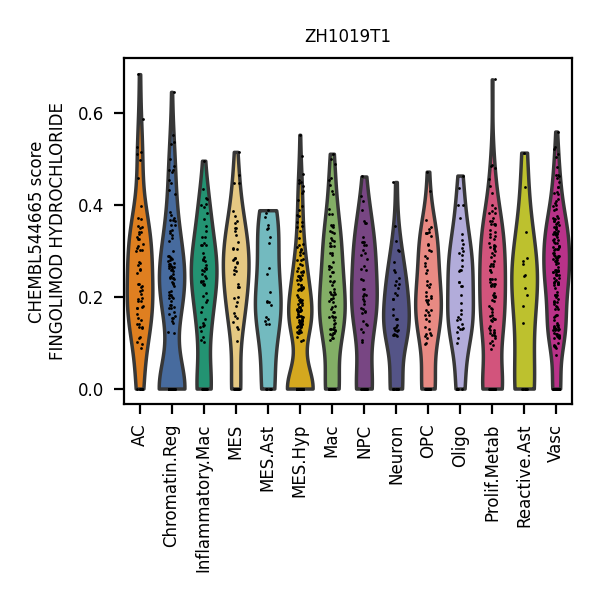 ZH1019T1
CHEMBL544665 score
FINGOLIMOD HYDROCHLORIDE
0.6
0.4
0.2
0.0
AC
Chromatin.Reg
Inflammatory.Mac
MES
MES.Ast
MES.Hyp
Mac
NPC
Neuron
OPC
Oligo
Prolif.Metab
Reactive.Ast
Vasc